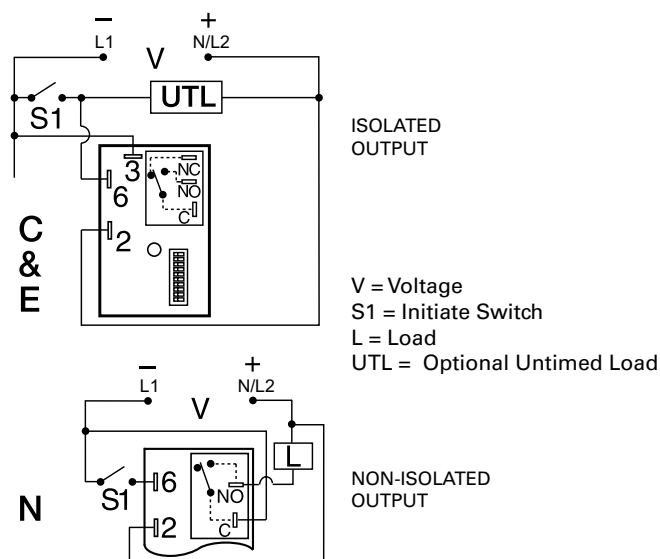 − +
L1 V N/L2
UTL
S1
3
NC
NO
6
C
2
C
&
E
ISOLATED
OUTPUT
V = Voltage
S1 = Initiate Switch
L = Load
UTL = Optional Untimed Load
− +
L1 V N/L2
L
S1
6
NO
C
2
N
NON-ISOLATED
OUTPUT